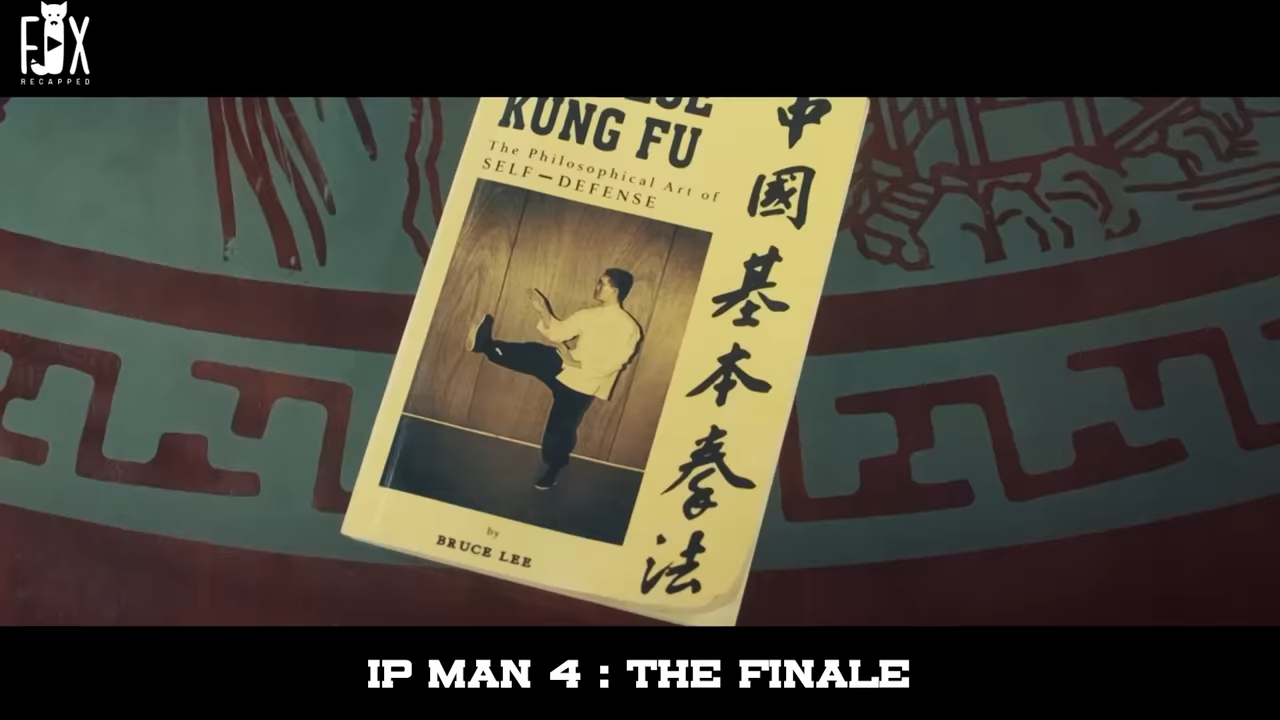 FOX
RECAPPED
KUNG FU
The Philosophical Art of
SELF-DEFENSE
中國基本拳法
by
BRUCE LEE
IP MAN 4 : THE FINALE